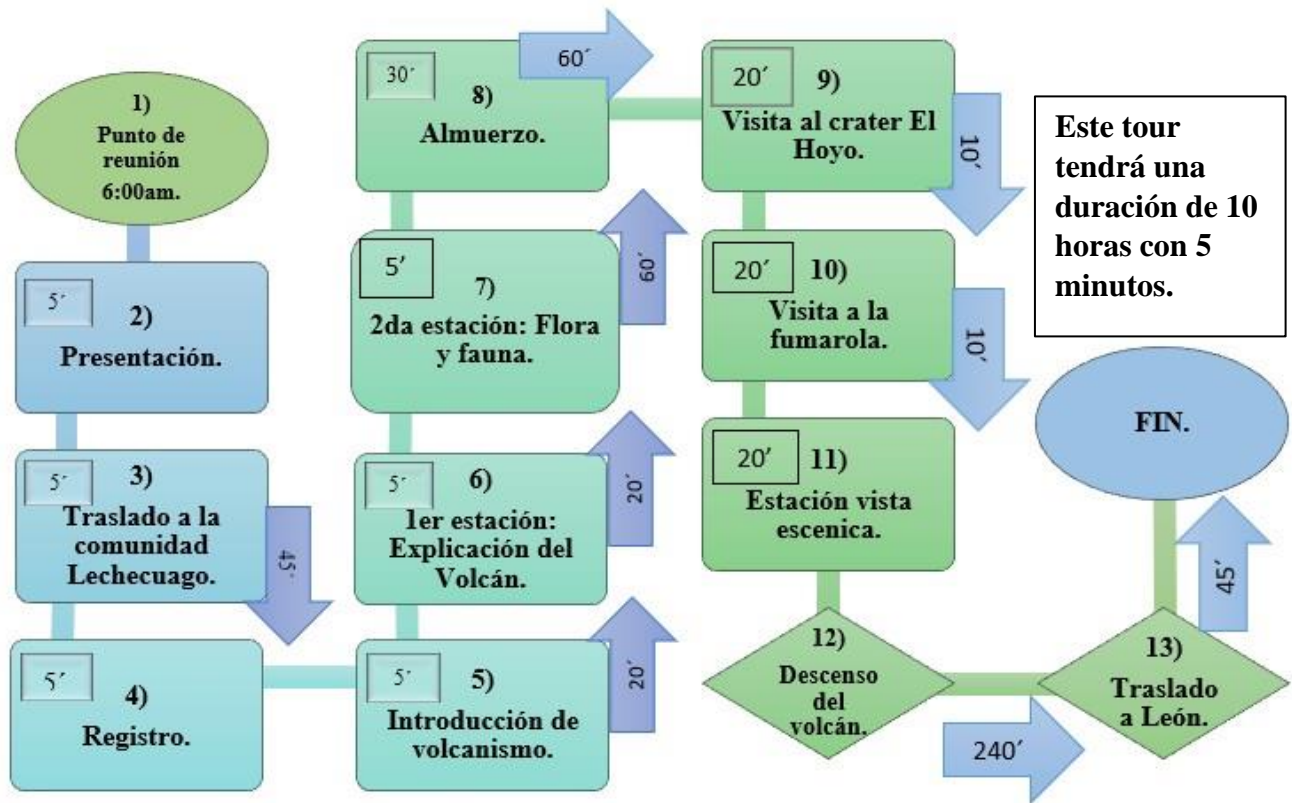 1)
Punto de
reunión
6:00am.
5´
2)
Presentación.
5´
3)
Traslado a la
comunidad
Lechecuago.
45´
5´
4)
Registro.
5´
5)
Introducción de
volcanismo.
20´
5´
6)
1er estación:
Explicación del
Volcán.
20´
5’
7)
2da estación: Flora
y fauna.
60´
30´
8)
Almuerzo.
60´
20´
9)
Visita al crater El
Hoyo.
10´
20´
10)
Visita a la
fumarola.
10´
20’
11)
Estación vista
escenica.
12)
Descenso
del
volcán.
240´
13)
Traslado
a León.
45´
FIN.
Este tour
tendrá una
duración de 10
horas con 5
minutos.